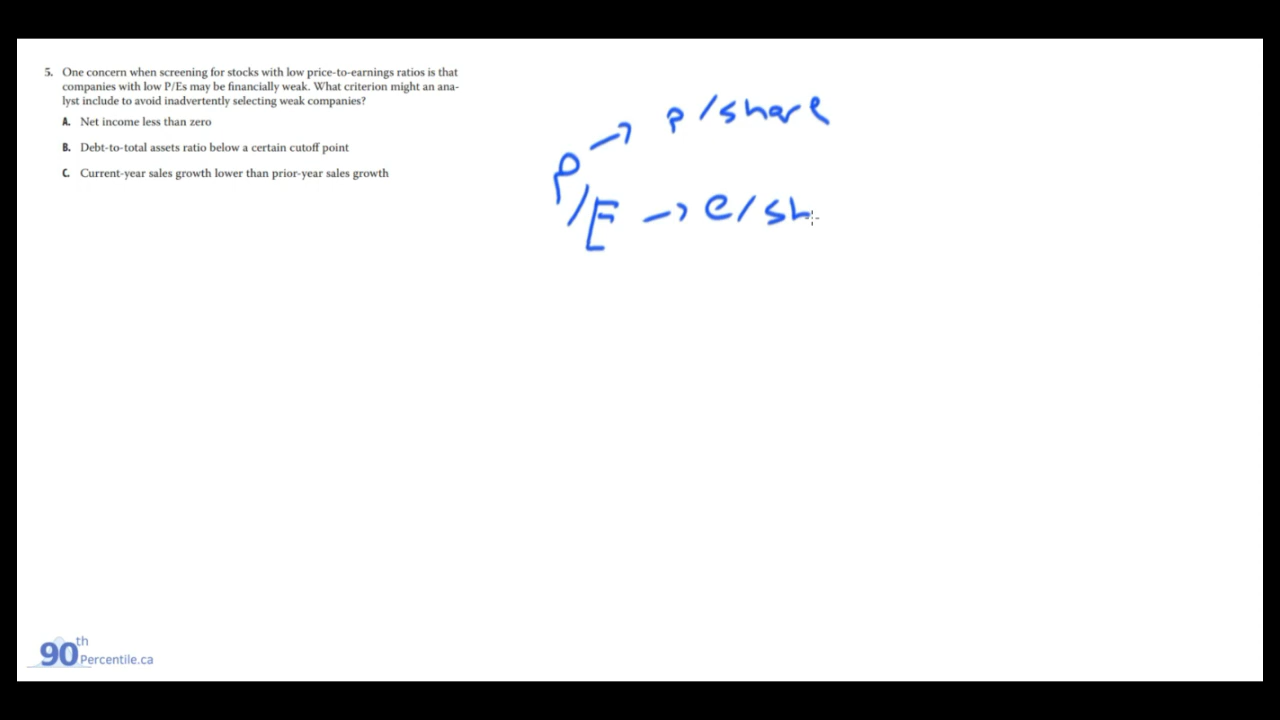 5. One concern when screening for stocks with low price-to-earnings ratios is that
companies with low P/Es may be financially weak. What criterion might an ana-
lyst include to avoid inadvertently selecting weak companies?
A. Net income less than zero
B. Debt-to-total assets ratio below a certain cutoff point
C. Current-year sales growth lower than prior-year sales growth
P → P/share
/E → e/sh
90th
Percentile.ca